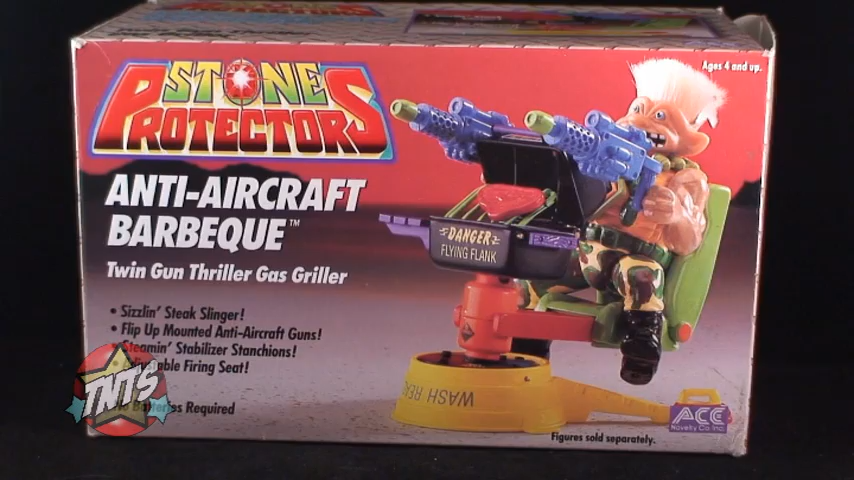 Ages 4 and up.
STONE
PROTECTORS
ANTI-AIRCRAFT
BARBEQUE™
Twin Gun Thriller Gas Griller
DANGER
FLYING FLANK
• Sizzlin' Steak Slinger!
• Flip Up Mounted Anti-Aircraft Guns!
Steamin' Stabilizer Stanchions!
Firing Seat!
Batteries Required
TNTS
WASH
ACE
Novelty Co. Inc.
Figures sold separately.